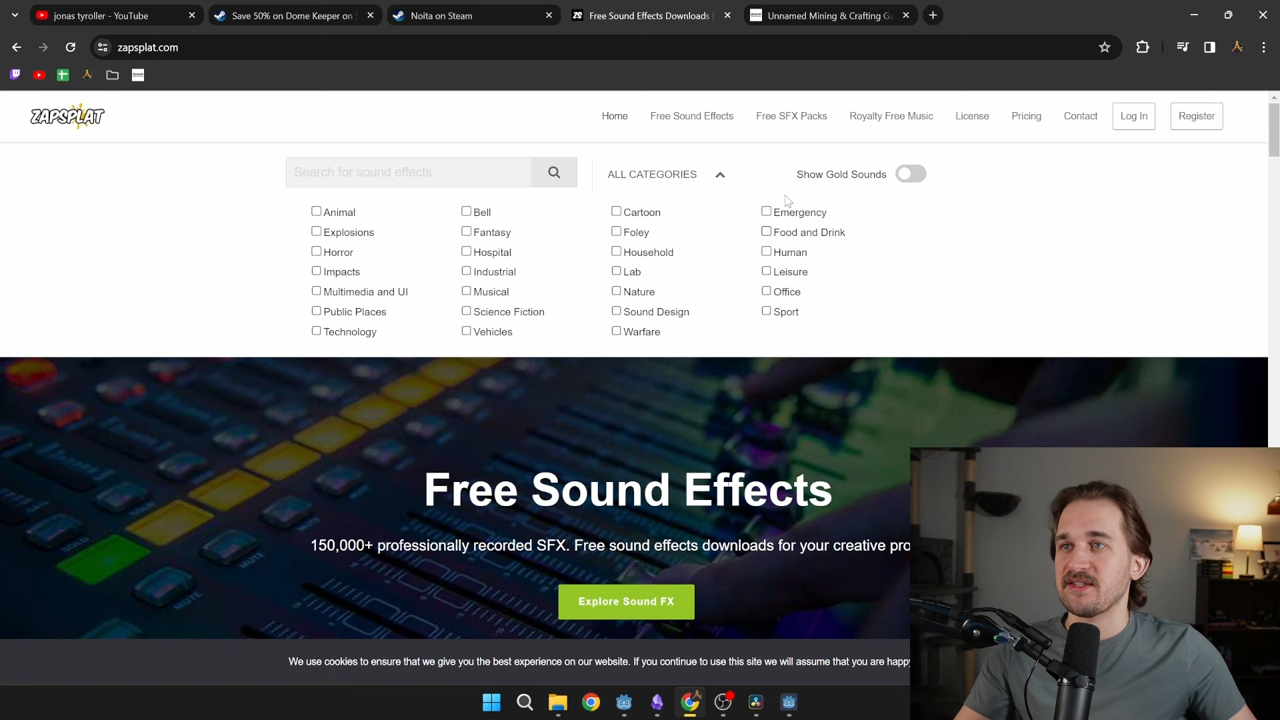 jonas tyroller - YouTube
Save 50% on Dome Keeper on S
Noita on Steam
Free Sound Effects Downloads |
Unnamed Mining & Crafting Ga
zapsplat.com
ZAPSPLAT
Home
Free Sound Effects
Free SFX Packs
Royalty Free Music
License
Pricing
Contact
Log In
Register
Search for sound effects
ALL CATEGORIES
Show Gold Sounds
Animal
Bell
Cartoon
Emergency
Explosions
Fantasy
Foley
Food and Drink
Horror
Hospital
Household
Human
Impacts
Industrial
Lab
Leisure
Multimedia and UI
Musical
Nature
Office
Public Places
Science Fiction
Sound Design
Sport
Technology
Vehicles
Warfare
Free Sound Effects
150,000+ professionally recorded SFX. Free sound effects downloads for your creative pro
Explore Sound FX
SOLO
MUTE
MUTE
We use cookies to ensure that we give you the best experience on our website. If you continue to use this site we will assume that you are happy